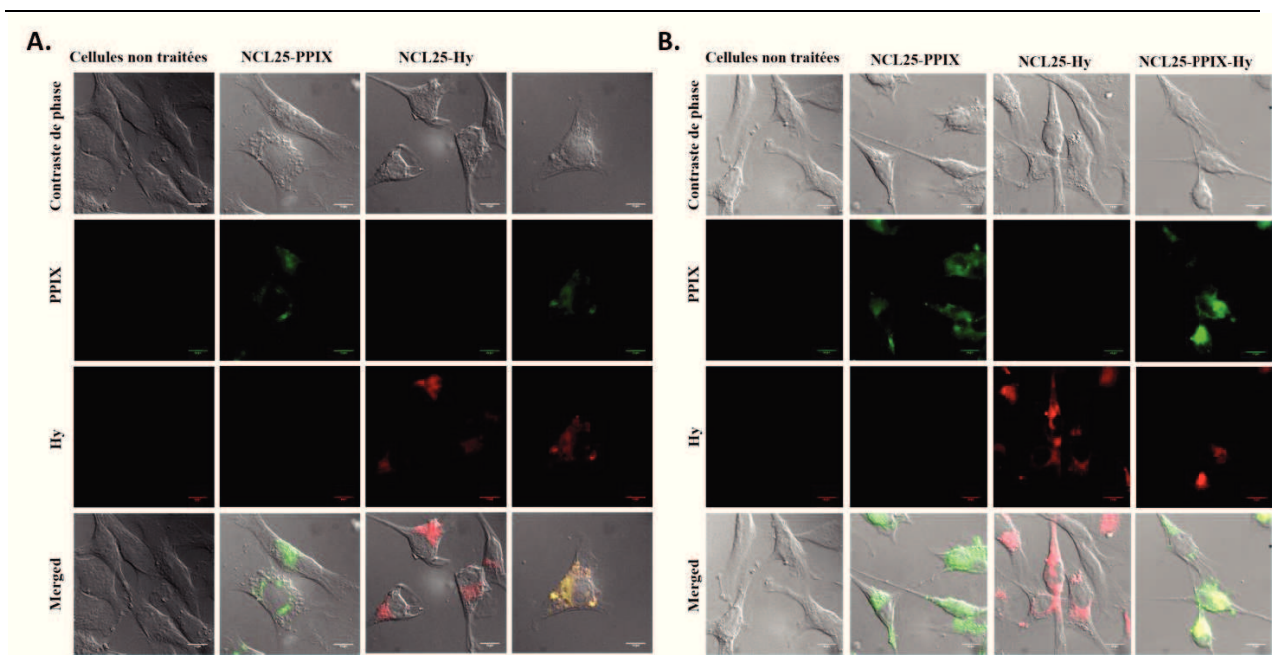 A.
Cellules non traitées NCL25-PPIX NCL25-Hy
Contraste de phase
PPIX
Hy
Merged
B.
Cellules non traitées NCL25-PPIX NCL25-Hy NCL25-PPIX-Hy
Contraste de phase
PPIX
Hy
Merged